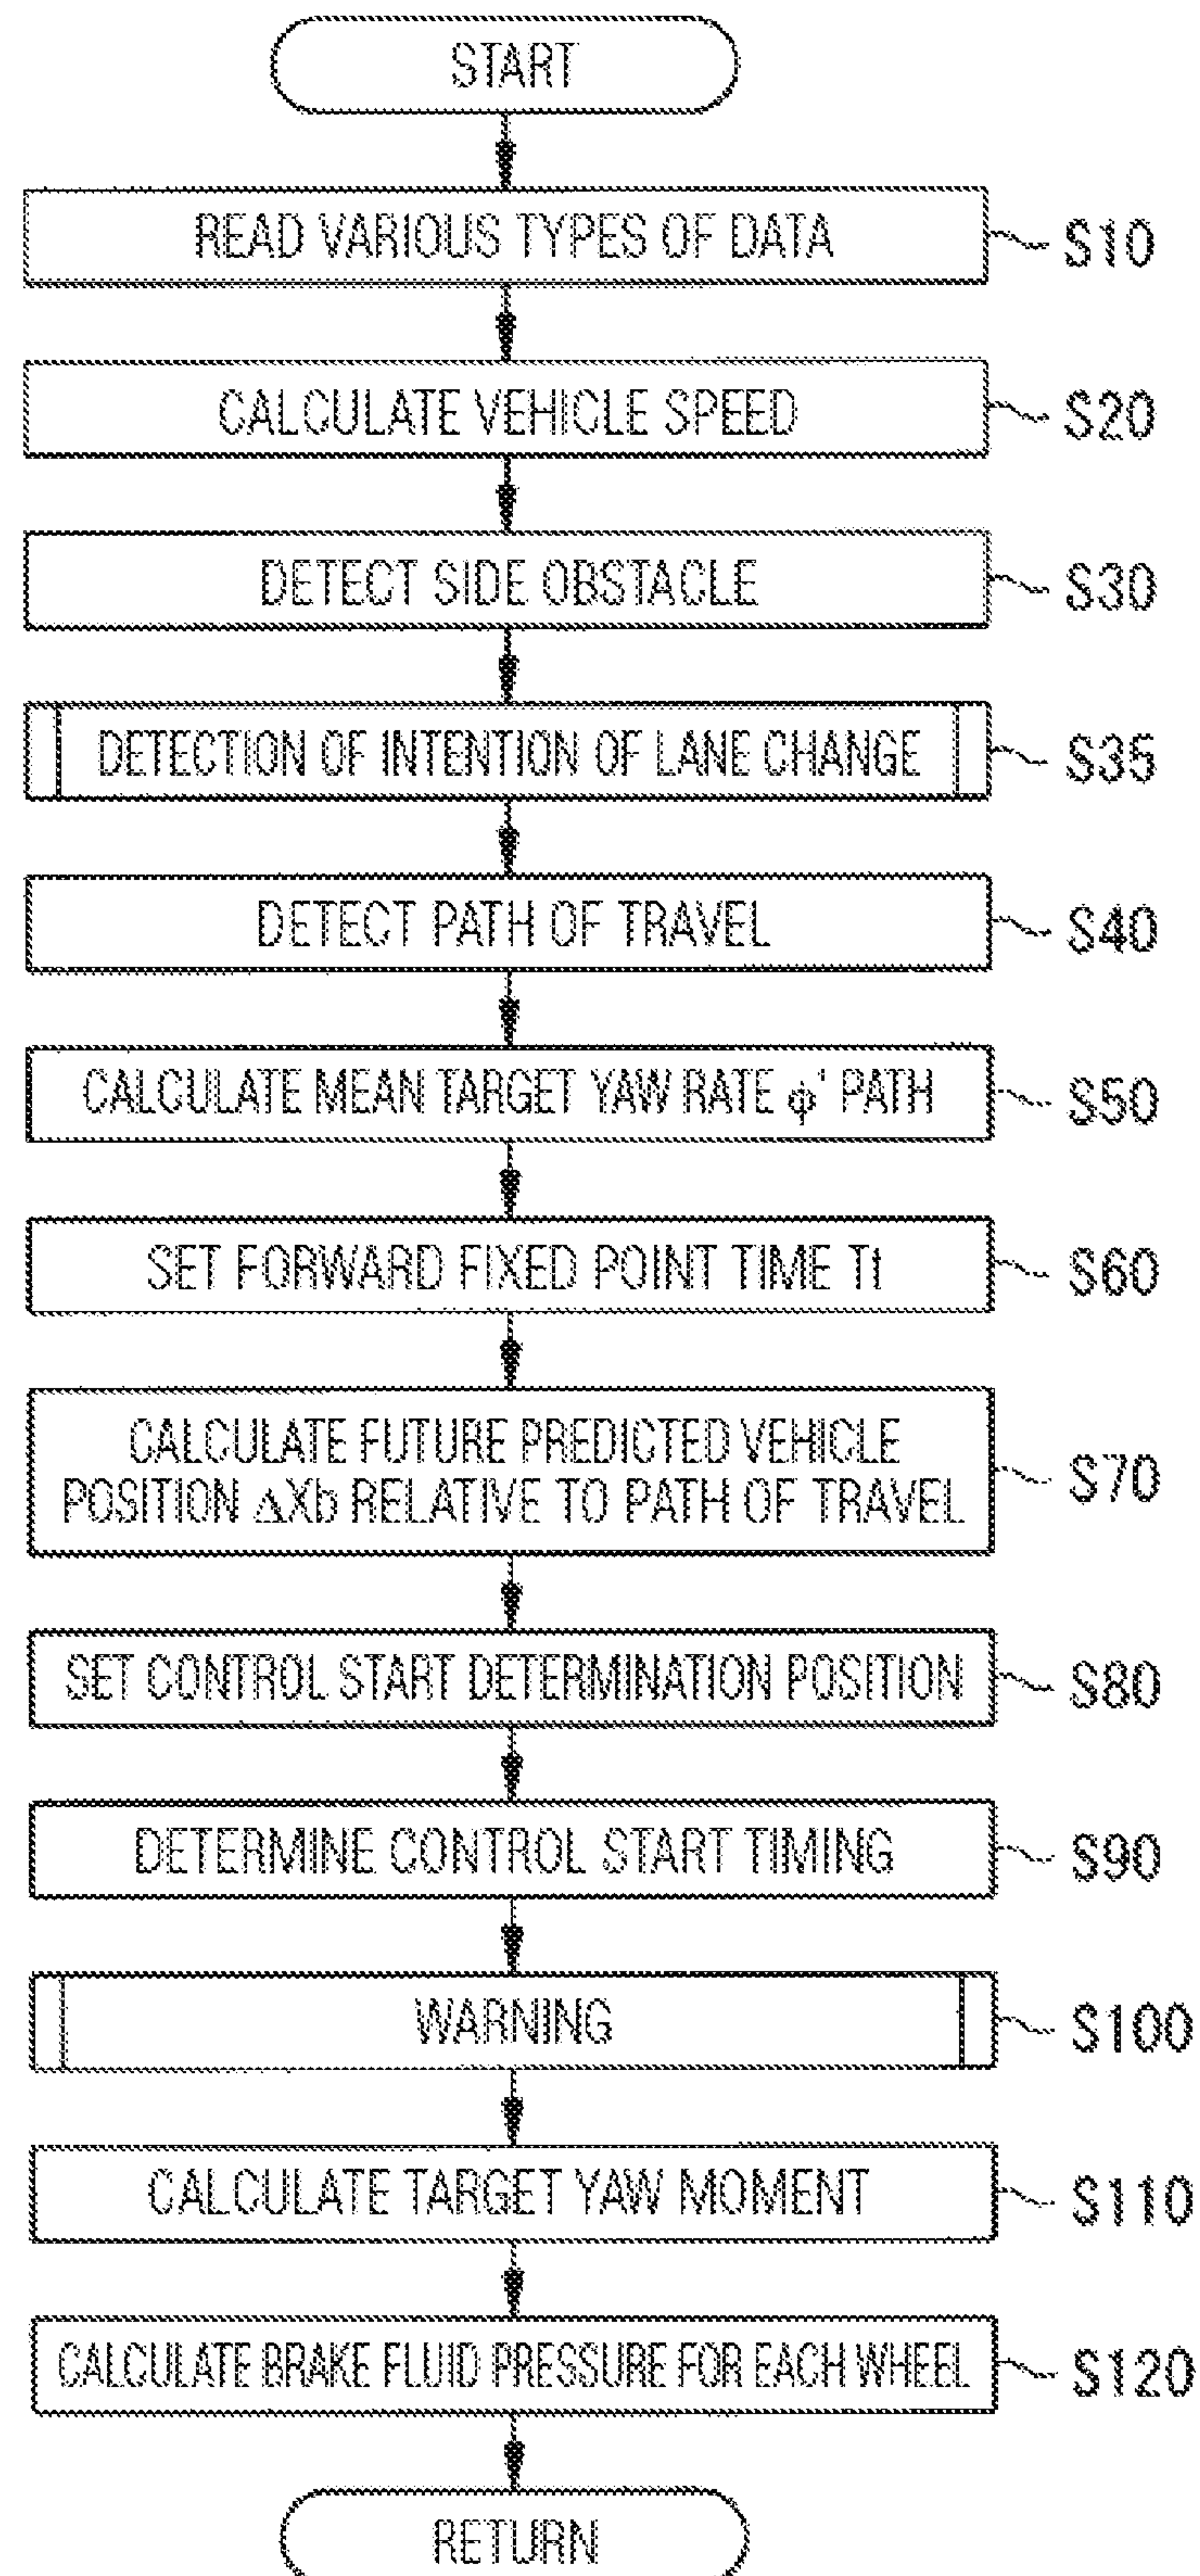 START
READ VARIOUS TYPES OF DATA
S10
CALCULATE VEHICLE SPEED
S20
DETECT SIDE OBSTACLE
S30
DETECTION OF INTENTION OF LANE CHANGE
S35
DETECT PATH OF TRAVEL
S40
CALCULATE MEAN TARGET YAW RATE ϕ' PATH
S50
SET FORWARD FIXED POINT TIME Tt
S60
CALCULATE FUTURE PREDICTED VEHICLE
POSITION ΔXb RELATIVE TO PATH OF TRAVEL
S70
SET CONTROL START DETERMINATION POSITION
S80
DETERMINE CONTROL START TIMING
S90
WARNING
S100
CALCULATE TARGET YAW MOMENT
S110
CALCULATE BRAKE FLUID PRESSURE FOR EACH WHEEL
S120
RETURN